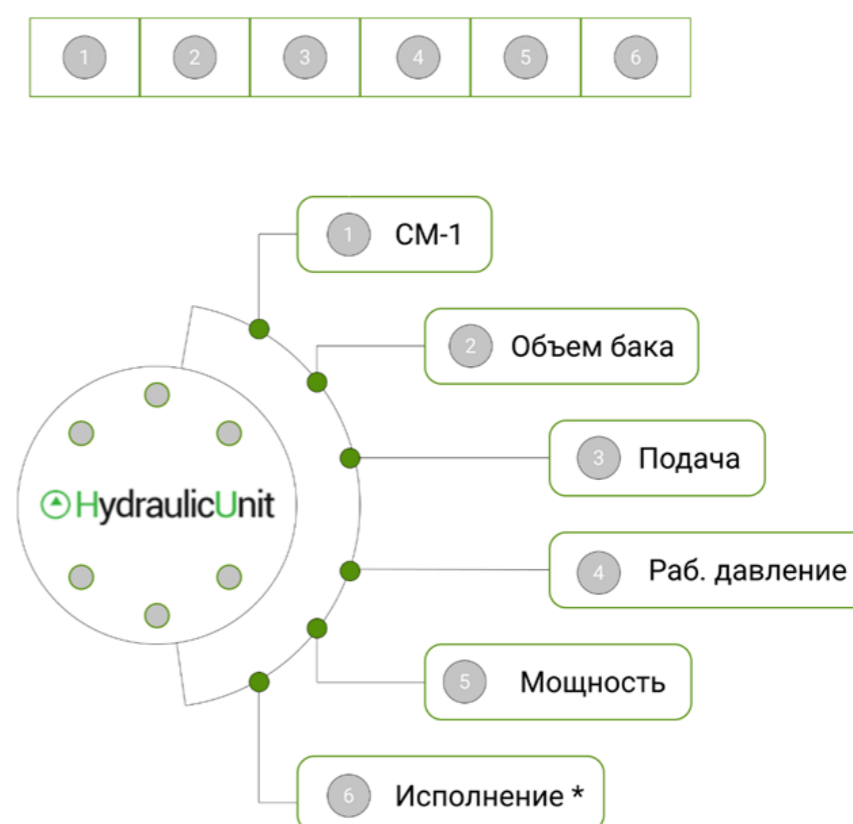 1 2 3 4 5 6
1 СМ-1
2 Объем бака
3 Подача
HydraulicUnit
4 Раб. давление
5 Мощность
6 Исполнение *